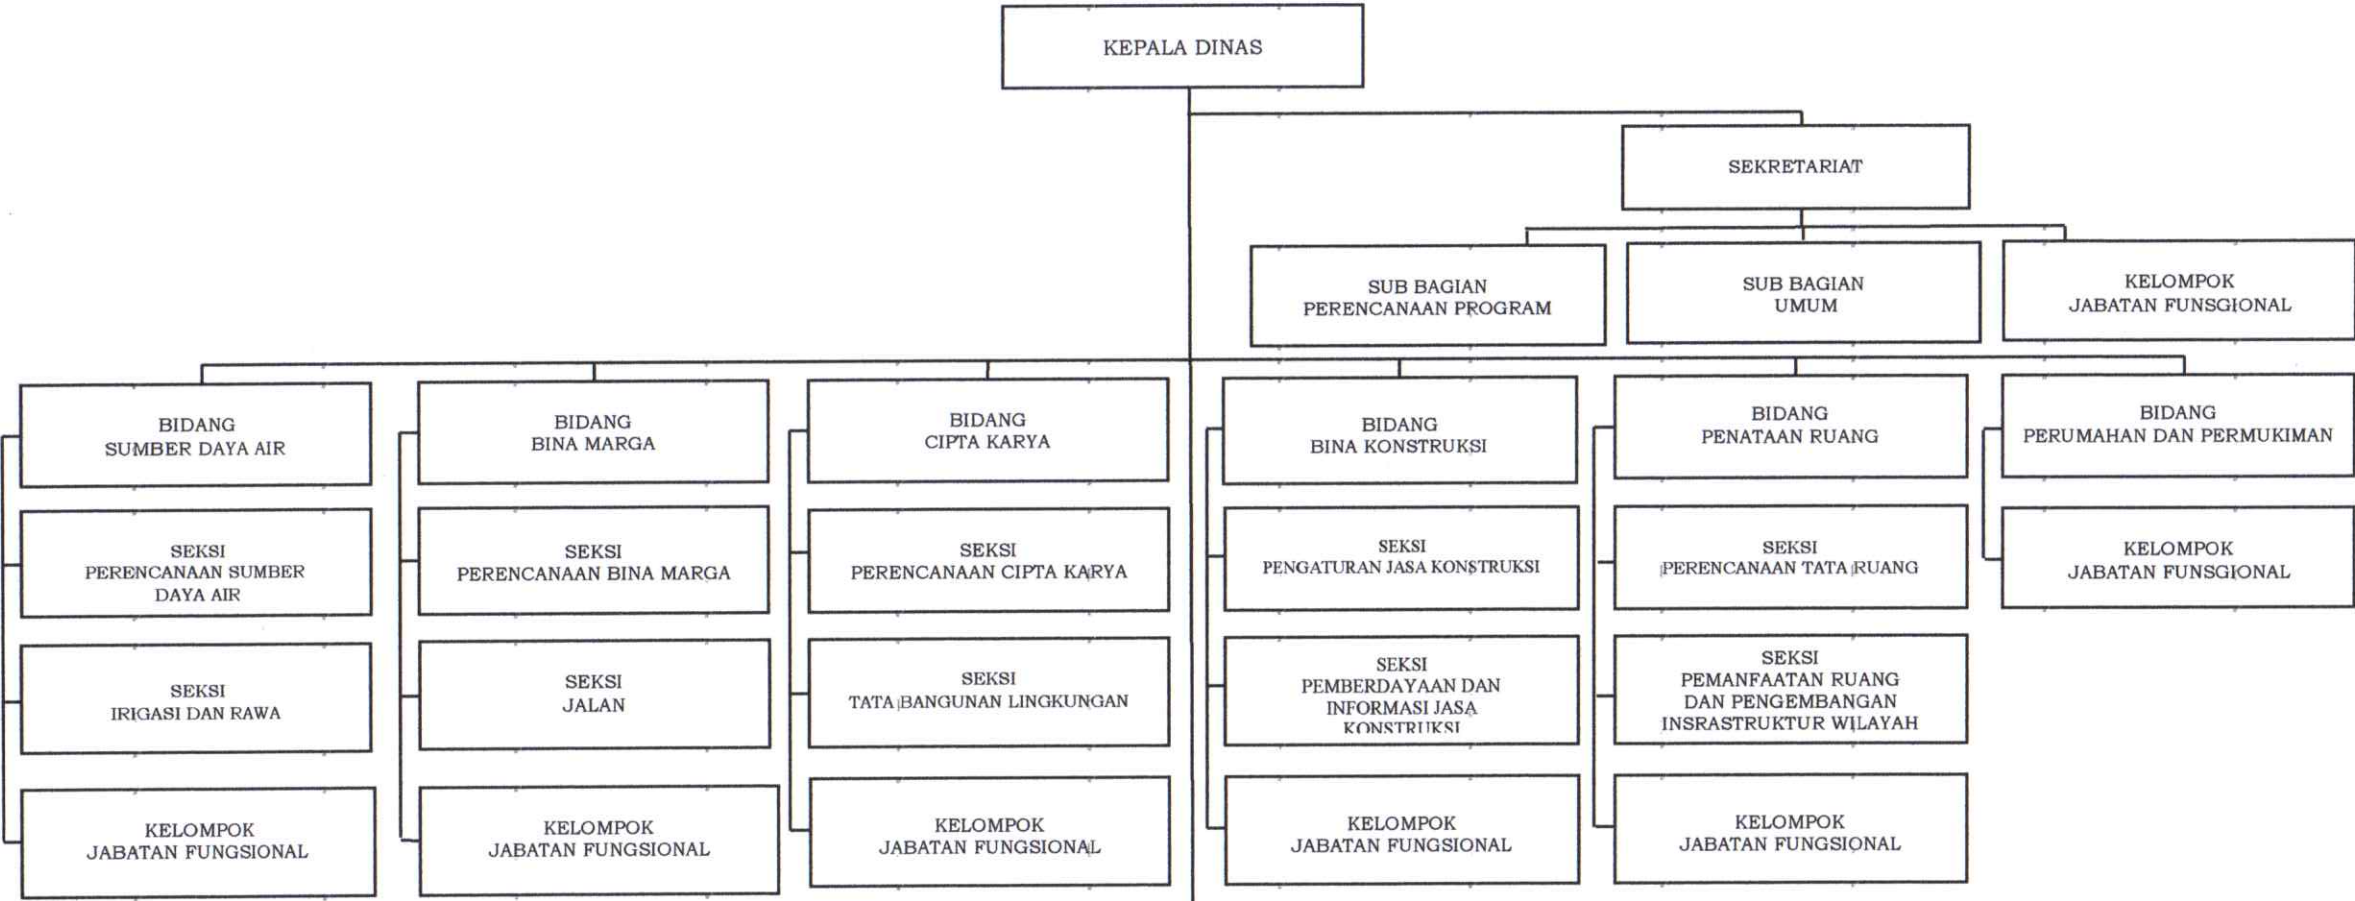 KEPALA DINAS
SEKRETARIAT
SUB BAGIAN
PERENCANAAN PROGRAM
SUB BAGIAN
UMUM
KELOMPOK
JABATAN FUNSGIONAL
BIDANG
SUMBER DAYA AIR
BIDANG
BINA MARGA
BIDANG
CIPTA KARYA
BIDANG
BINA KONSTRUKSI
BIDANG
PENATAAN RUANG
BIDANG
PERUMAHAN DAN PERMUKIMAN
SEKSI
PERENCANAAN SUMBER
DAYA AIR
SEKSI
PERENCANAAN BINA MARGA
SEKSI
PERENCANAAN CIPTA KARYA
SEKSI
PENGATURAN JASA KONSTRUKSI
SEKSI
PERENCANAAN TATA RUANG
KELOMPOK
JABATAN FUNSGIONAL
SEKSI
IRIGASI DAN RAWA
SEKSI
JALAN
SEKSI
TATA BANGUNAN LINGKUNGAN
SEKSI
PEMBERDAYAAN DAN
INFORMASI JASA
KONSTRUKSI
SEKSI
PEMANFAATAN RUANG
DAN PENGEMBANGAN
INSRASTRUKTUR WILAYAH
KELOMPOK
JABATAN FUNGSIONAL
KELOMPOK
JABATAN FUNGSIONAL
KELOMPOK
JABATAN FUNGSIONAL
KELOMPOK
JABATAN FUNGSIONAL
KELOMPOK
JABATAN FUNGSIONAL